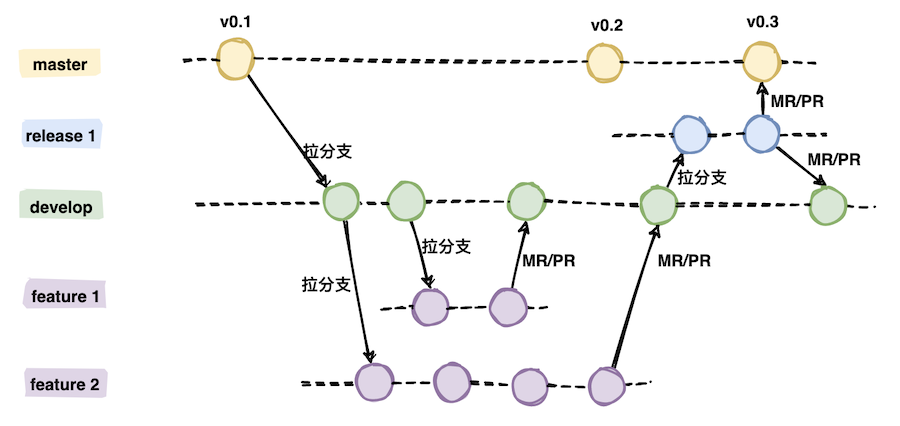 v0.1
v0.2
v0.3
master
MR/PR
release 1
拉分支
MR/PR
拉分支
develop
拉分支
MR/PR
MR/PR
拉分支
feature 1
feature 2